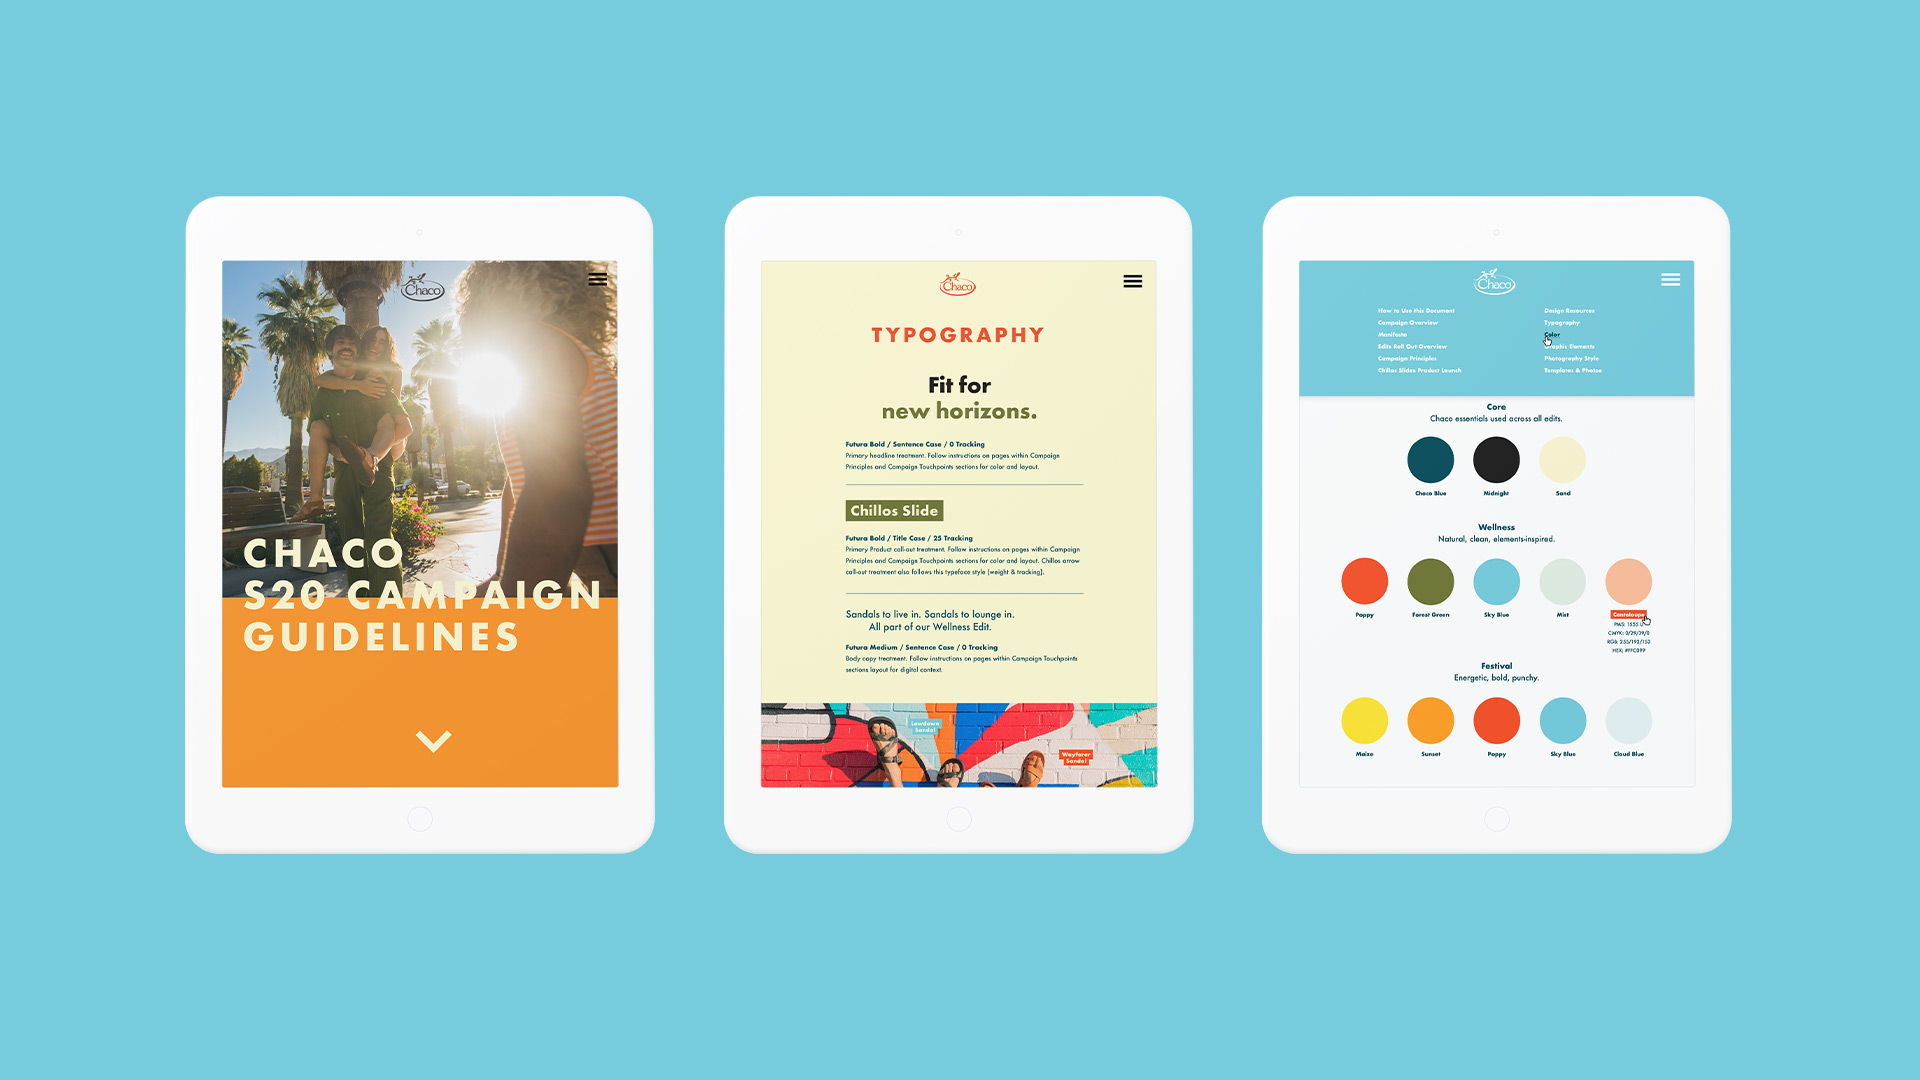 Chaco
CHACO
S20 CAMPAIGN
GUIDELINES
Chaco
TYPOGRAPHY
Fit for
new horizons.
Futura Bold / Sentence Case / 0 Tracking
Primary headline treatment. Follow instructions on pages within Campaign
Principles and Campaign Touchpoints sections for color and layout.
Chillos Slide
Futura Bold / Title Case / 25 Tracking
Primary Product call-out treatment. Follow instructions on pages within Campaign
Principles and Campaign Touchpoints sections for color and layout. Chillos arrow
call-out treatment also follows this typeface style (weight & tracking).
Sandals to live in. Sandals to lounge in.
All part of our Wellness Edit.
Futura Medium / Sentence Case / 0 Tracking
Body copy treatment. Follow instructions on pages within Campaign Touchpoints
sections layout for digital context.
Lowdown
Sandal
Wayfarer
Sandal
Chaco
How to Use this Document
Campaign Overview
Manifesto
Edits Roll Out Overview
Campaign Principles
Chillos Slides Product Launch
Design Resources
Typography
Color
Graphic Elements
Photography Style
Templates & Photos
Core
Chaco essentials used across all edits.
Chaco Blue
Midnight
Sand
Wellness
Natural, clean, elements-inspired.
Poppy
Forest Green
Sky Blue
Mist
Cantaloupe
PMS: 1555 U
CMYK: 0/29/39/0
RGB: 255/192/153
HEX: #FFC099
Festival
Energetic, bold, punchy.
Maize
Sunset
Poppy
Sky Blue
Cloud Blue